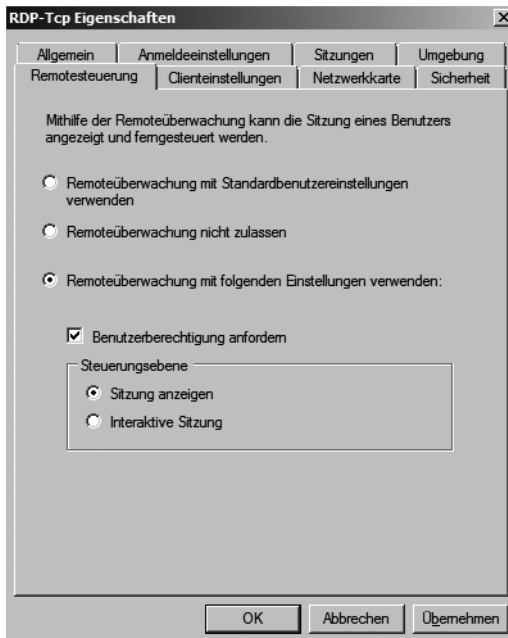 RDP-Tcp Eigenschaften
Allgemein
Anmeldeeinstellungen
Sitzungen
Umgebung
Remotesteuerung
Clienteinstellungen
Netzwerkkarte
Sicherheit
Mithilfe der Remoteüberwachung kann die Sitzung eines Benutzers
angezeigt und ferngesteuert werden.
Remoteüberwachung mit Standardbenutzereinstellungen
verwenden
Remoteüberwachung nicht zulassen
Remoteüberwachung mit folgenden Einstellungen verwenden:
Benutzerberechtigung anfordern
Steuerungsebene
Sitzung anzeigen
Interaktive Sitzung
OK
Abbrechen
Übernehmen